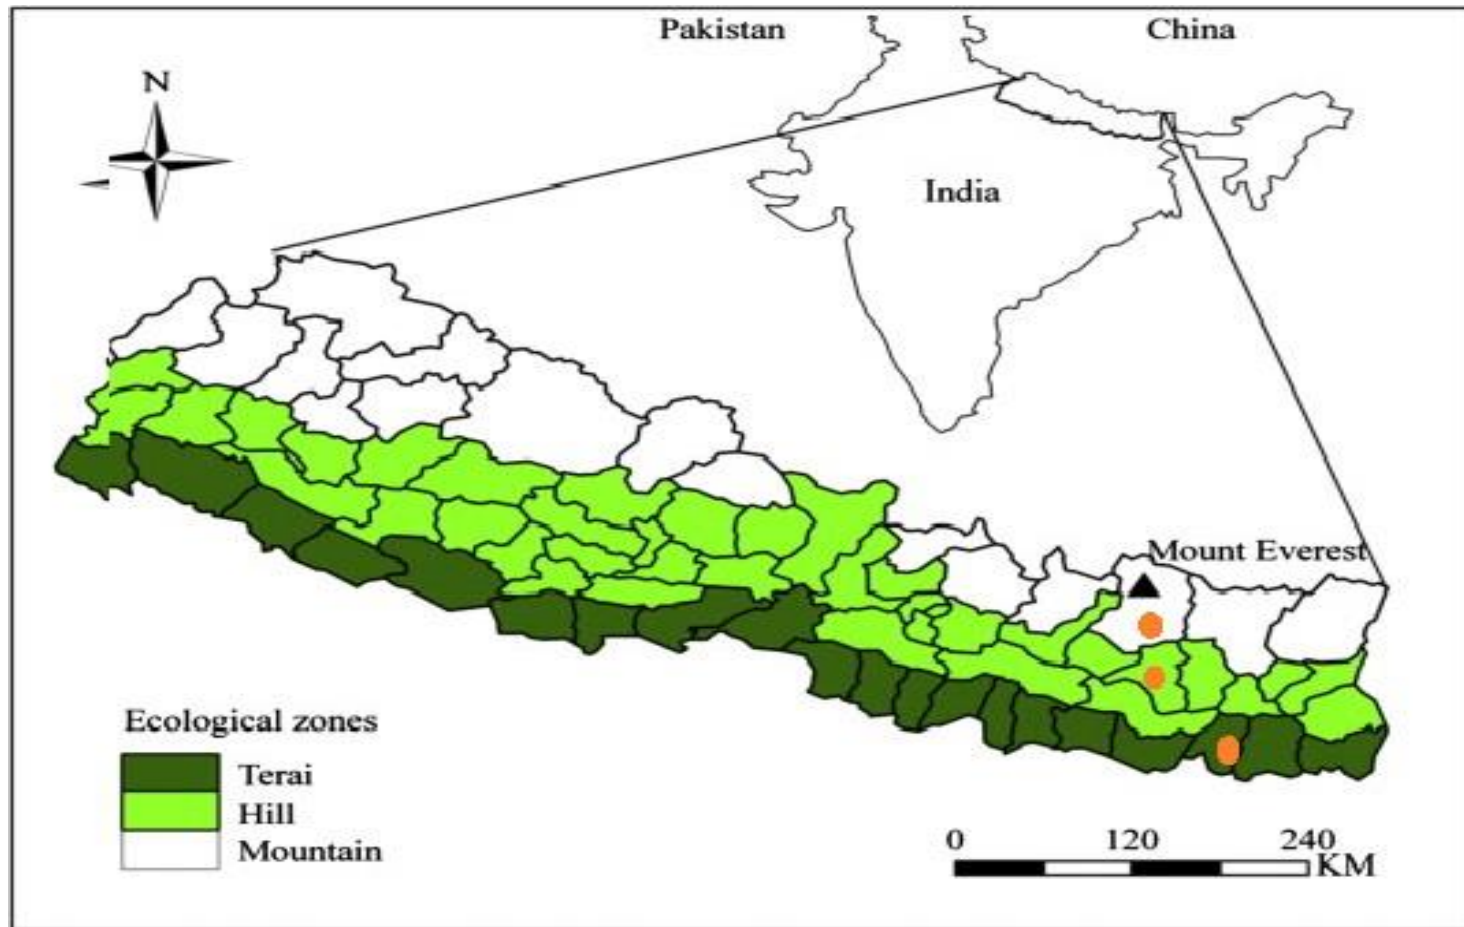 Pakistan China
N
India
Mount Everest
Ecological zones
Terai
Hill
Mountain
0 120 240
KM